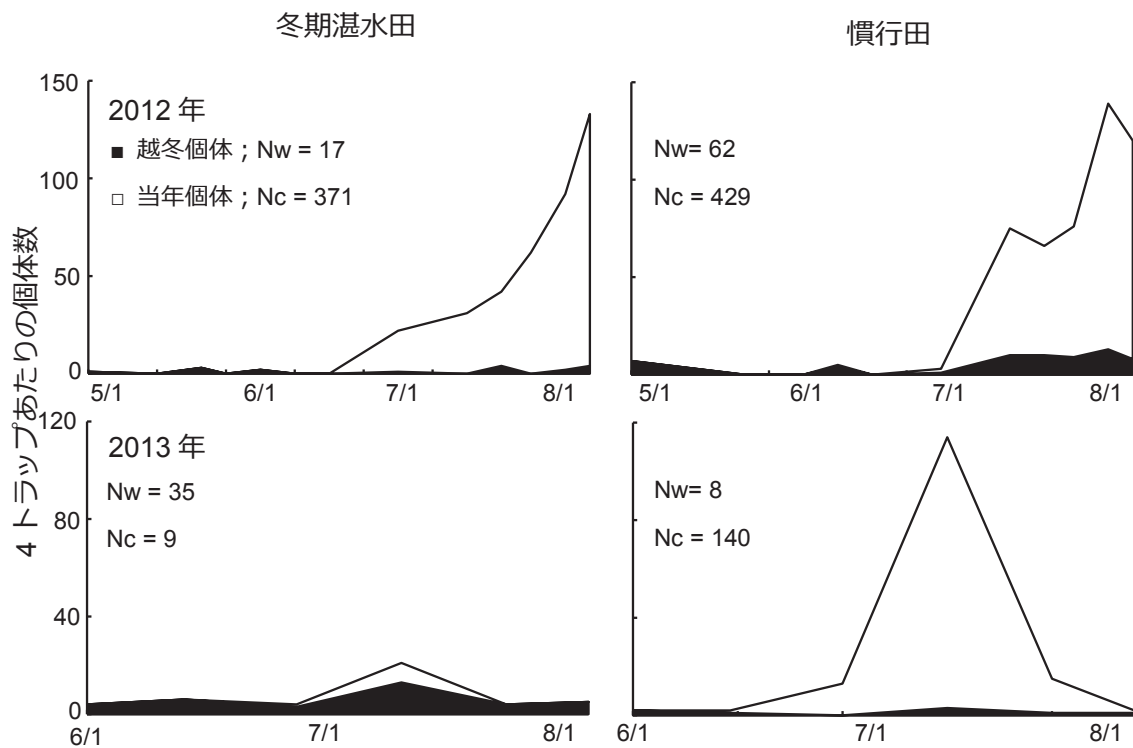 冬期湛水田
慣行田
4トラップあたりの個体数
150
100
50
0
2012 年
■ 越冬個体 ; Nw = 17
□ 当年個体 ; Nc = 371
5/1 6/1 7/1 8/1
Nw= 62
Nc = 429
5/1 6/1 7/1 8/1
120
80
40
0
2013 年
Nw = 35
Nc = 9
6/1 7/1 8/1
Nw= 8
Nc = 140
6/1 7/1 8/1